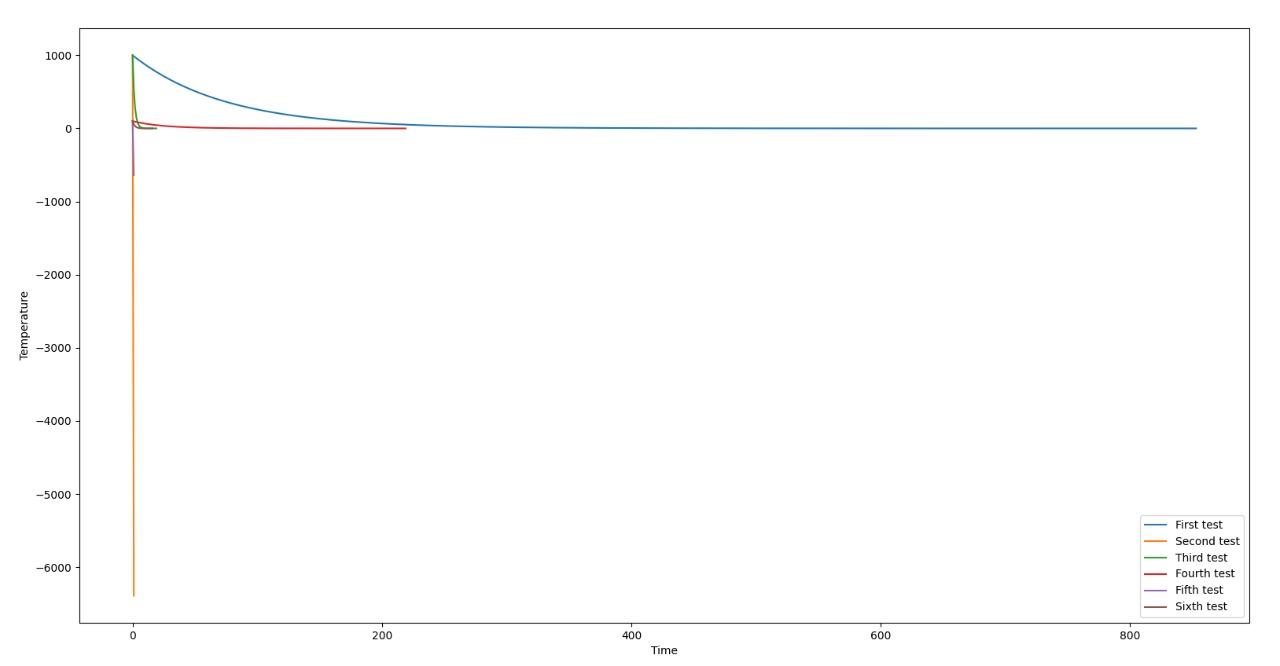 1000
0
−1000
−2000
−3000
−4000
−5000
−6000
Temperature
0
200
400
600
800
Time
First test
Second test
Third test
Fourth test
Fifth test
Sixth test